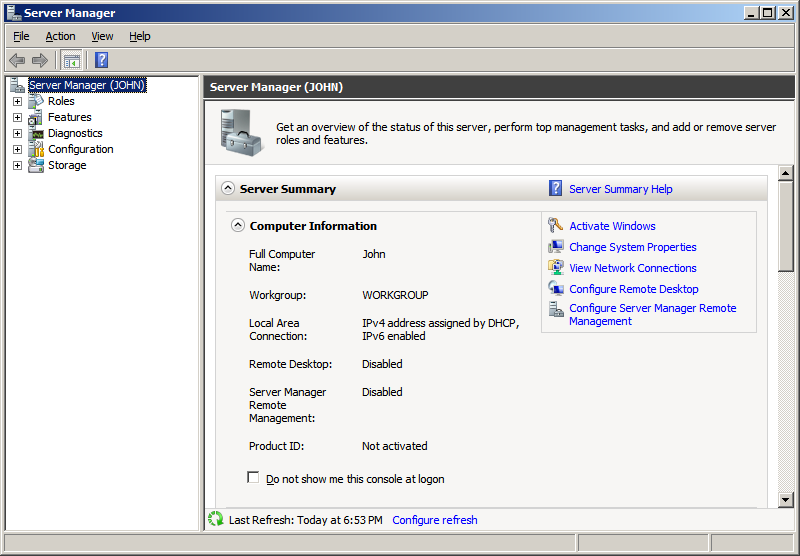 Server Manager
File Action View Help
Server Manager (JOHN)
Roles
Features
Diagnostics
Configuration
Storage
Server Manager (JOHN)
Get an overview of the status of this server, perform top management tasks, and add or remove server
roles and features.
Server Summary
Server Summary Help
Computer Information
Full Computer
Name:
John
Workgroup:
WORKGROUP
Local Area
Connection:
IPv4 address assigned by DHCP,
IPv6 enabled
Remote Desktop:
Disabled
Server Manager
Remote
Management:
Disabled
Product ID:
Not activated
Do not show me this console at logon
Activate Windows
Change System Properties
View Network Connections
Configure Remote Desktop
Configure Server Manager Remote
Management
Last Refresh: Today at 6:53 PM Configure refresh